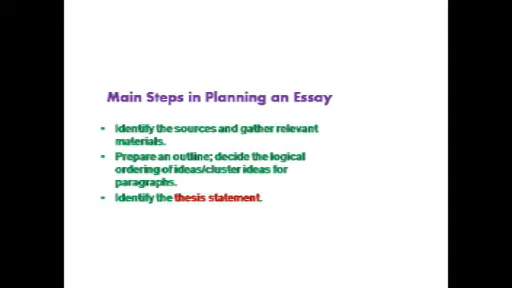 Main Steps in Planning an Essay
• Identify the sources and gather relevant
materials.
• Prepare an outline; decide the logical
ordering of ideas/cluster ideas for
paragraphs.
• Identify the thesis statement.